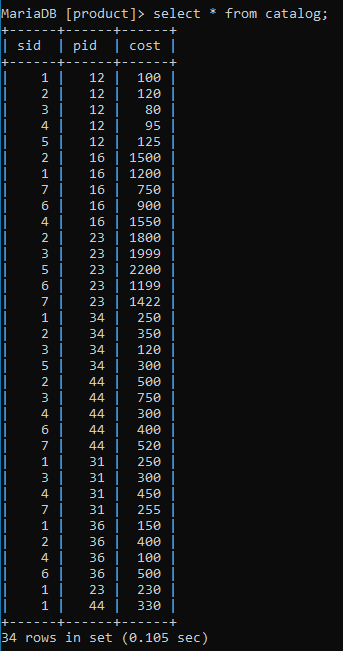 MariaDB [product]> select * from catalog;
+------+------+------+
| sid  | pid  | cost |
+------+------+------+
|    1 |   12 |  100 |
|    2 |   12 |  120 |
|    3 |   12 |   80 |
|    4 |   12 |   95 |
|    5 |   12 |  125 |
|    2 |   16 | 1500 |
|    1 |   16 | 1200 |
|    7 |   16 |  750 |
|    6 |   16 |  900 |
|    4 |   16 | 1550 |
|    2 |   23 | 1800 |
|    3 |   23 | 1999 |
|    5 |   23 | 2200 |
|    6 |   23 | 1199 |
|    7 |   23 | 1422 |
|    1 |   34 |  250 |
|    2 |   34 |  350 |
|    3 |   34 |  120 |
|    5 |   34 |  300 |
|    2 |   44 |  500 |
|    3 |   44 |  750 |
|    4 |   44 |  300 |
|    6 |   44 |  400 |
|    7 |   44 |  520 |
|    1 |   31 |  250 |
|    3 |   31 |  300 |
|    4 |   31 |  450 |
|    7 |   31 |  255 |
|    1 |   36 |  150 |
|    2 |   36 |  400 |
|    4 |   36 |  100 |
|    6 |   36 |  500 |
|    1 |   23 |  230 |
|    1 |   44 |  330 |
+------+------+------+
34 rows in set (0.105 sec)